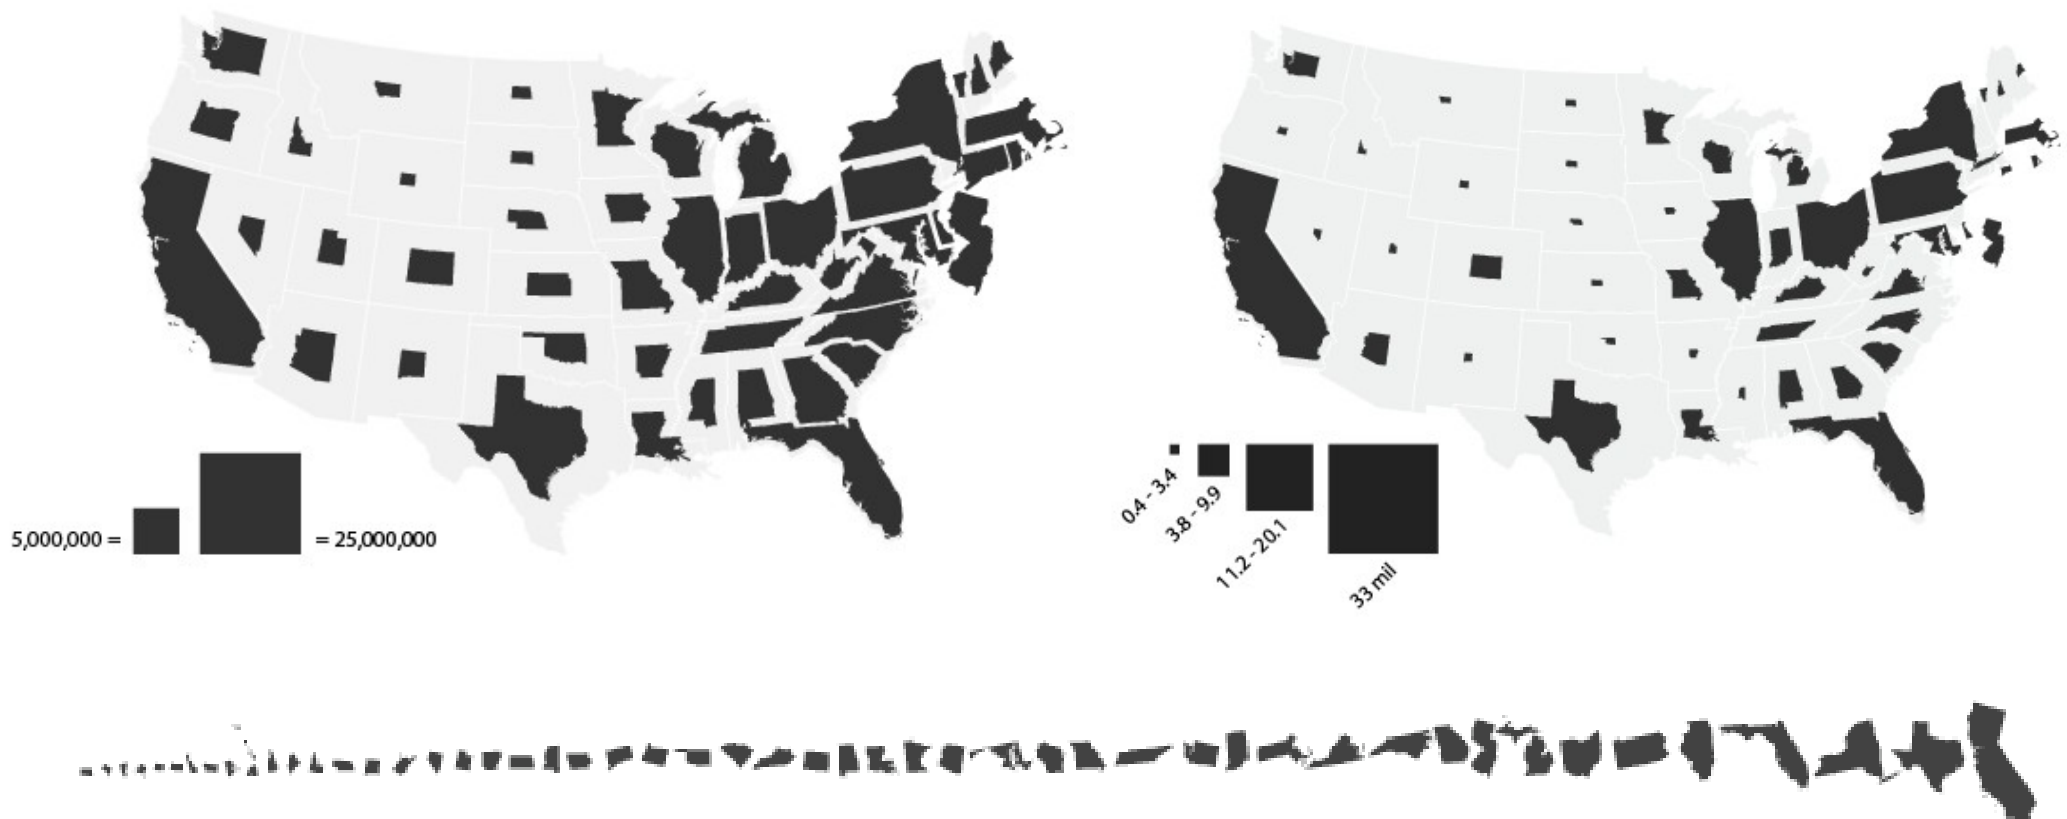 5,000,000 =
= 25,000,000
0.4 - 3.4
3.8 - 9.9
11.2 - 20.1
33 mil